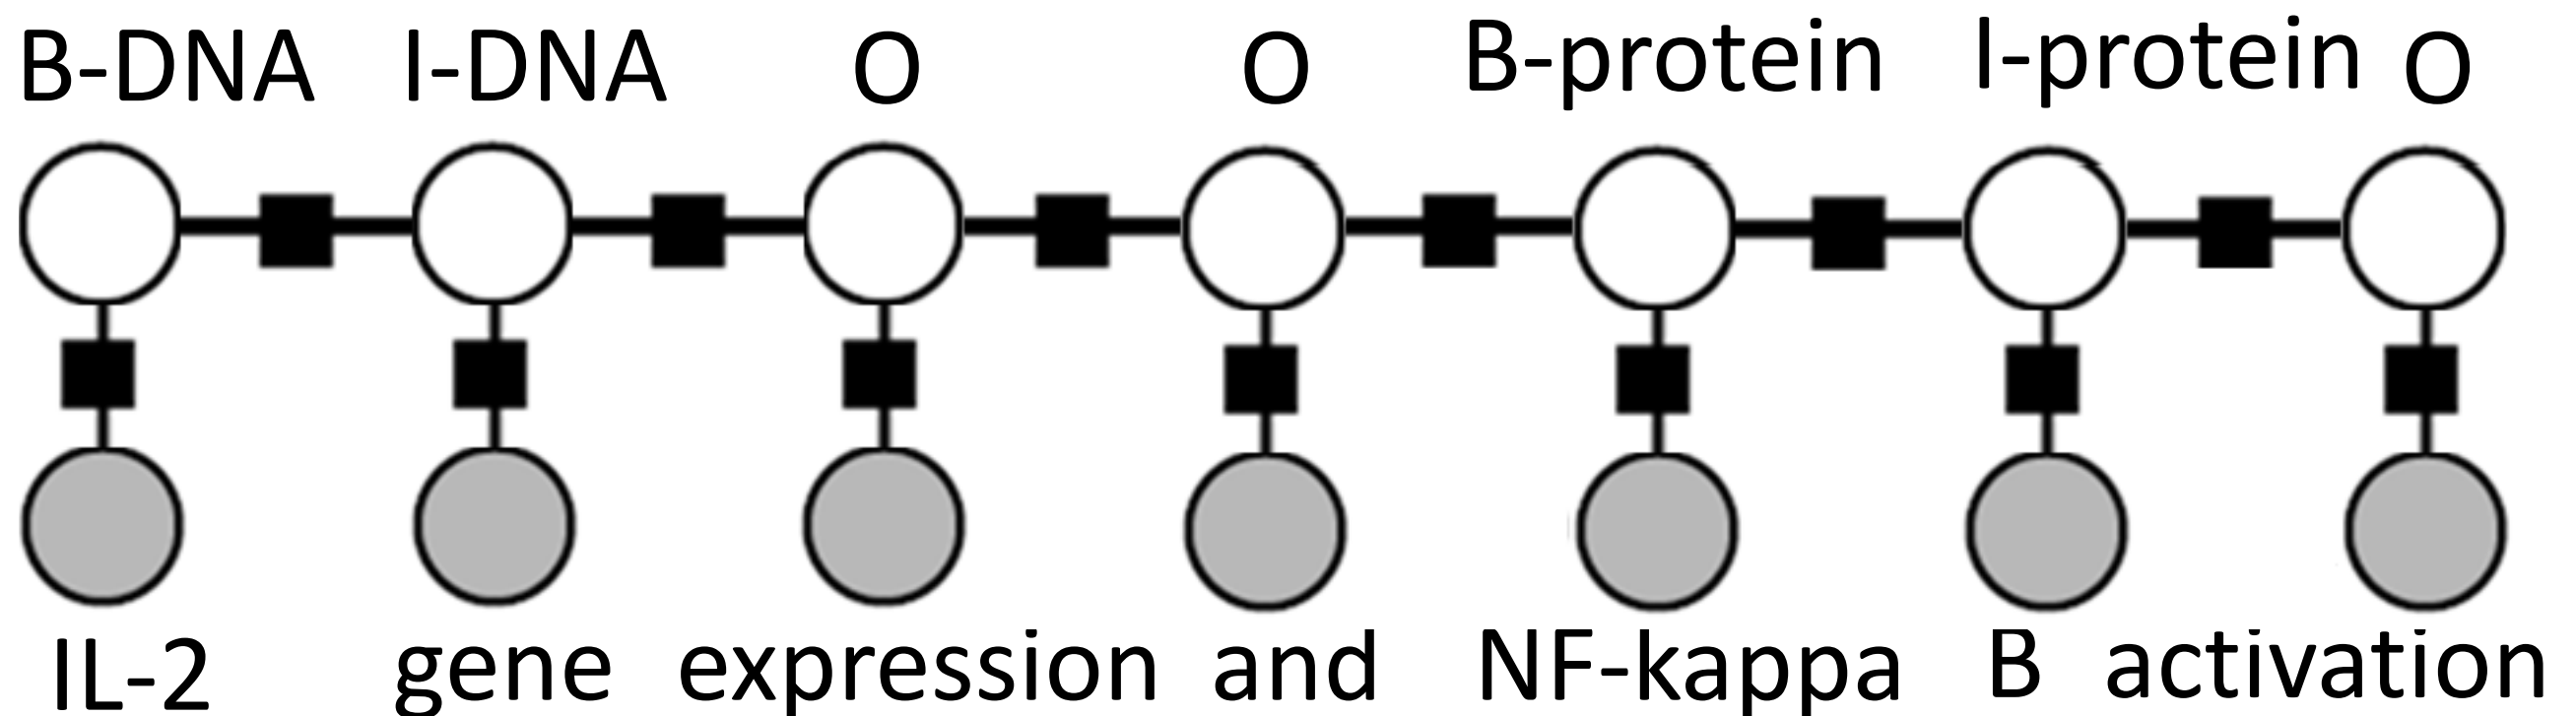 B-DNA I-DNA O O B-protein I-protein O
IL-2 gene expression and NF-kappa B activation